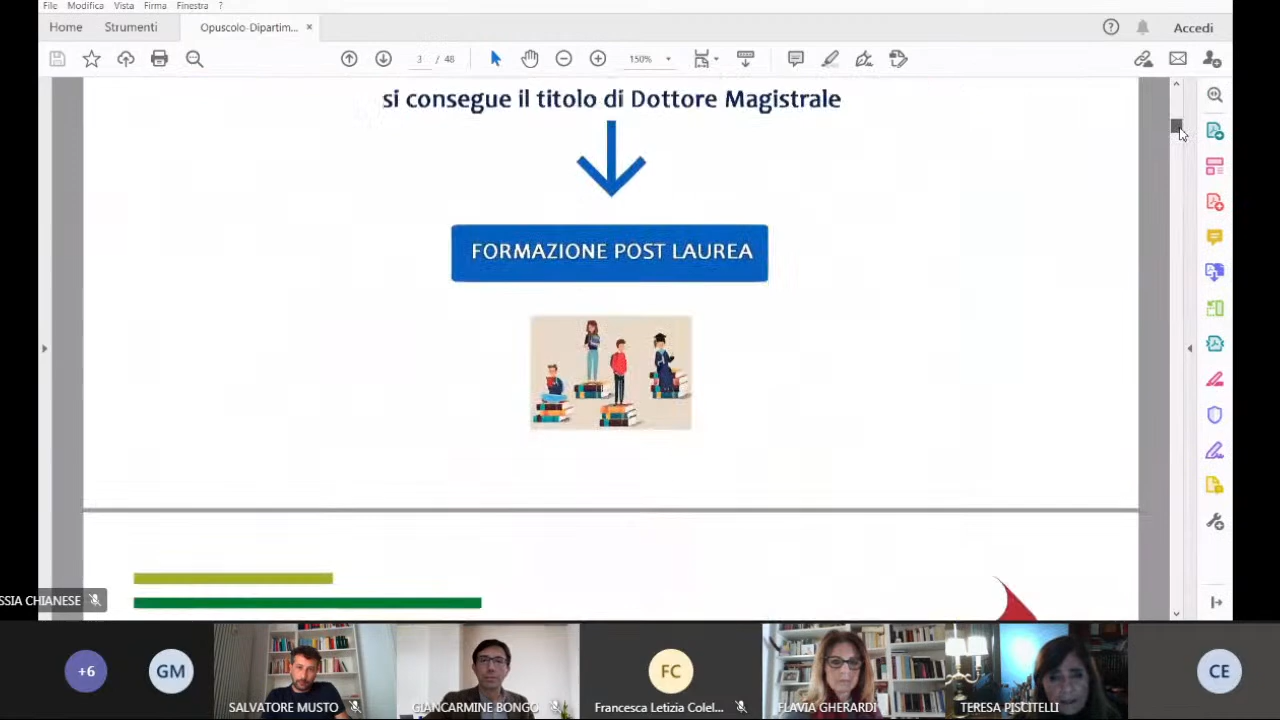 File Modifica Vista Firma Finestra ?
Home Strumenti Opuscolo-Dipartim... × Accedi
3 / 48 150%
si consegue il titolo di Dottore Magistrale
FORMAZIONE POST LAUREA
SSIA CHIANESE
+6 GM FC CE
SALVATORE MUSTO GIANCARMINE BONGO Francesca Letizia Colel... FLAVIA GHERARDI TERESA PISCITELLI